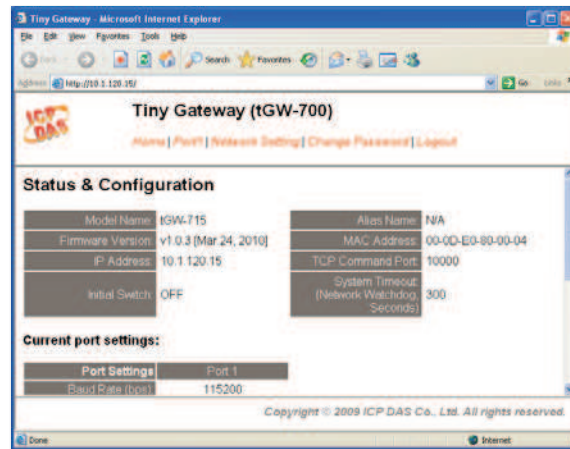 Tiny Gateway - Microsoft Internet Explorer
File Edit View Favorites Tools Help
Search Favorites
Address http://10.1.120.15/ Go Links
ICP DAS
Tiny Gateway (tGW-700)
Home | Port1 | Network Setting | Change Password | Logout
Status & Configuration
Model Name: tGW-715 Alias Name: N/A
Firmware Version: v1.0.3 [Mar 24, 2010] MAC Address: 00-0D-E0-80-00-04
IP Address: 10.1.120.15 TCP Command Port: 10000
Initial Switch: OFF System Timeout: (Network Watchdog, Seconds) 300
Current port settings:
Port Settings Port 1
Baud Rate (bps) 115200
Copyright © 2009 ICP DAS Co., Ltd. All rights reserved.
Done Internet